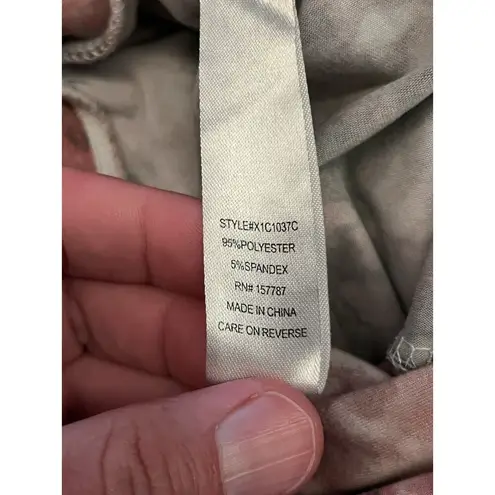 STYLE#X1C1037C
95%POLYESTER
5%SPANDEX
RN# 157787
MADE IN CHINA
CARE ON REVERSE